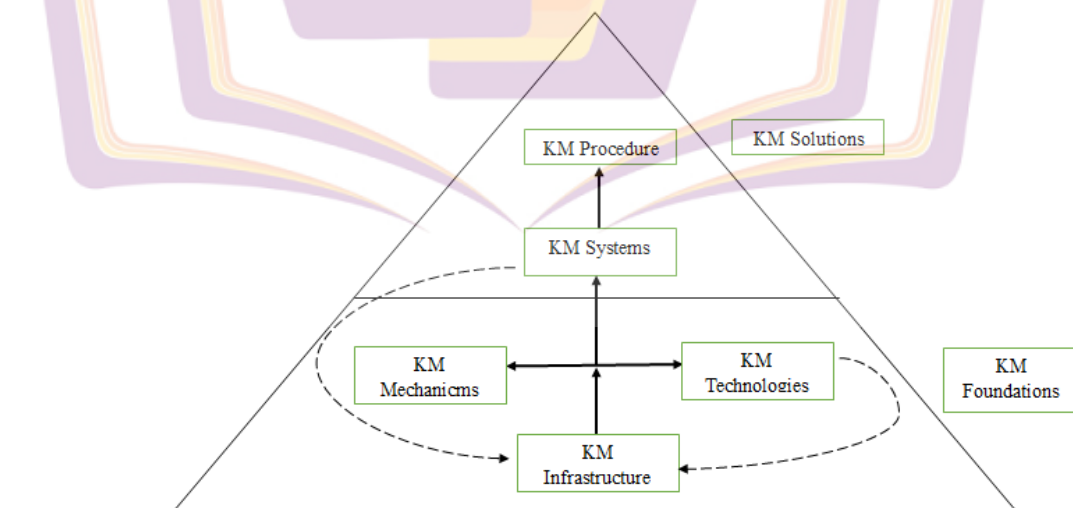 KM Procedure
KM Solutions
KM Systems
KM
Mechanicms
KM
Technologies
KM
Foundations
KM
Infrastructure